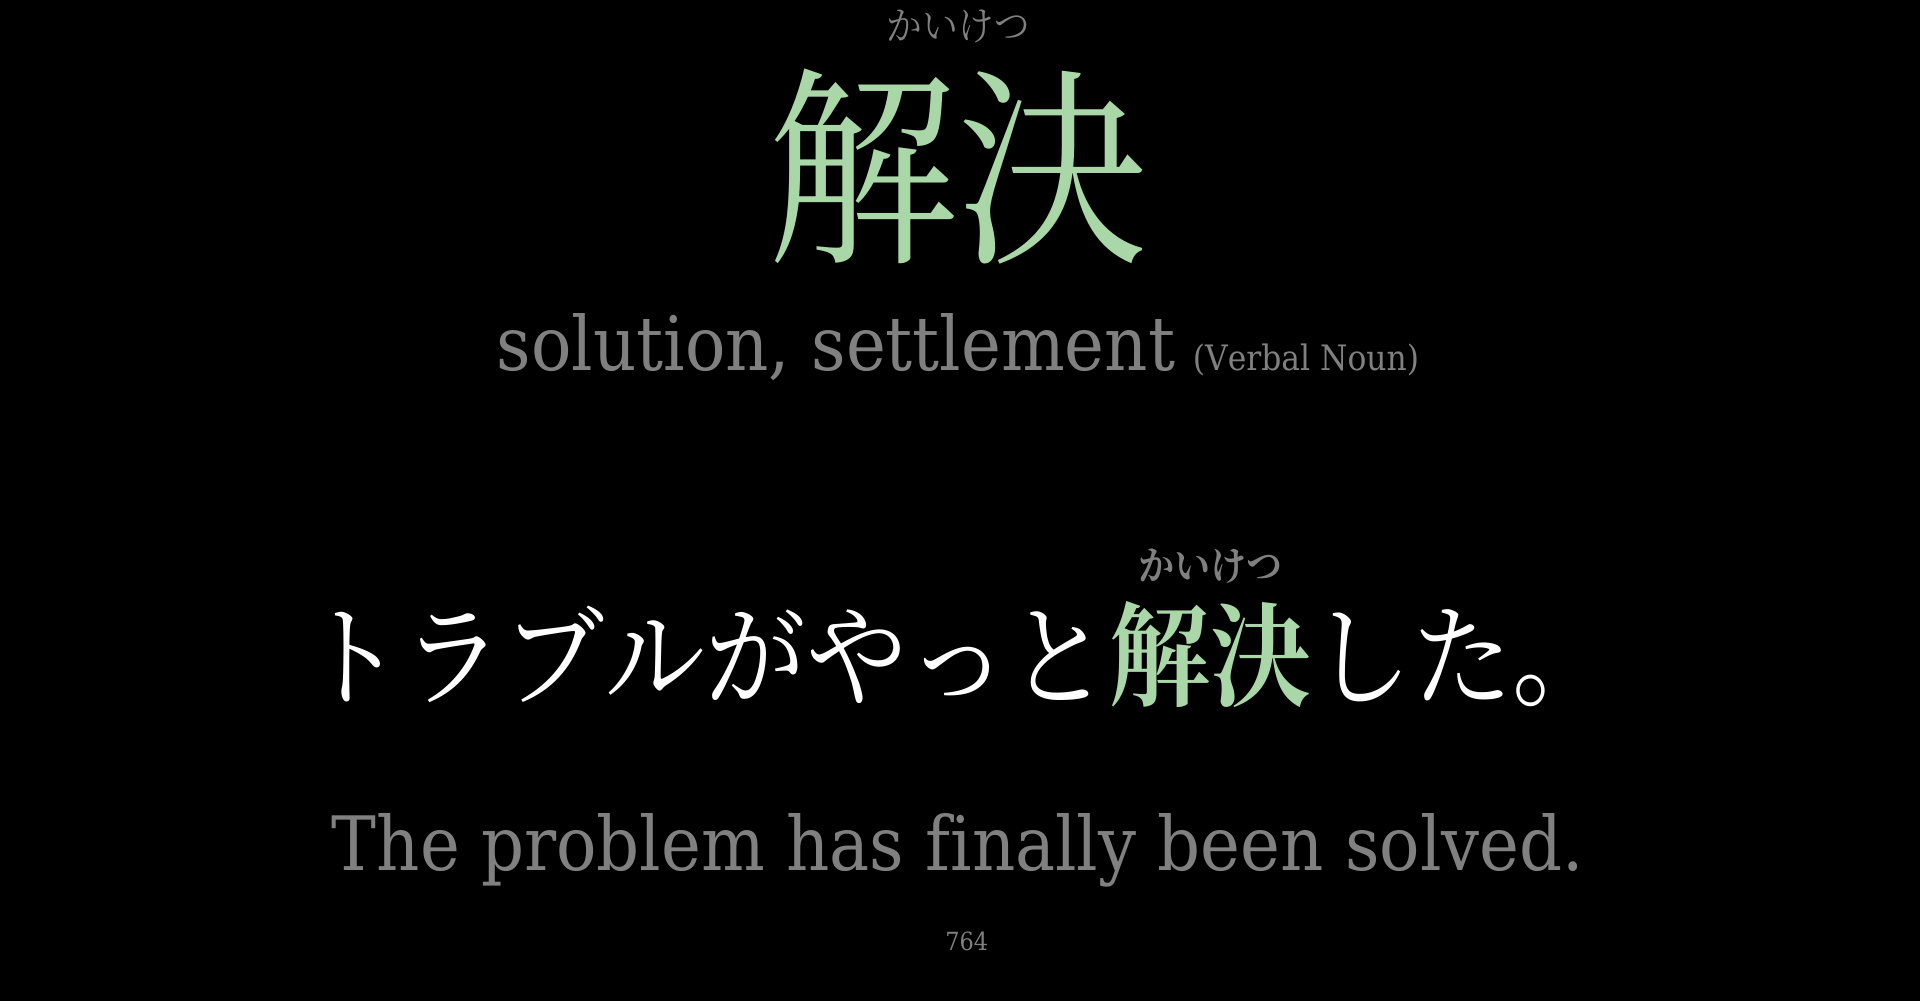 かいけつ
解決
solution, settlement (Verbal Noun)
かいけつ
トラブルがやっと解決した。
The problem has finally been solved.
764